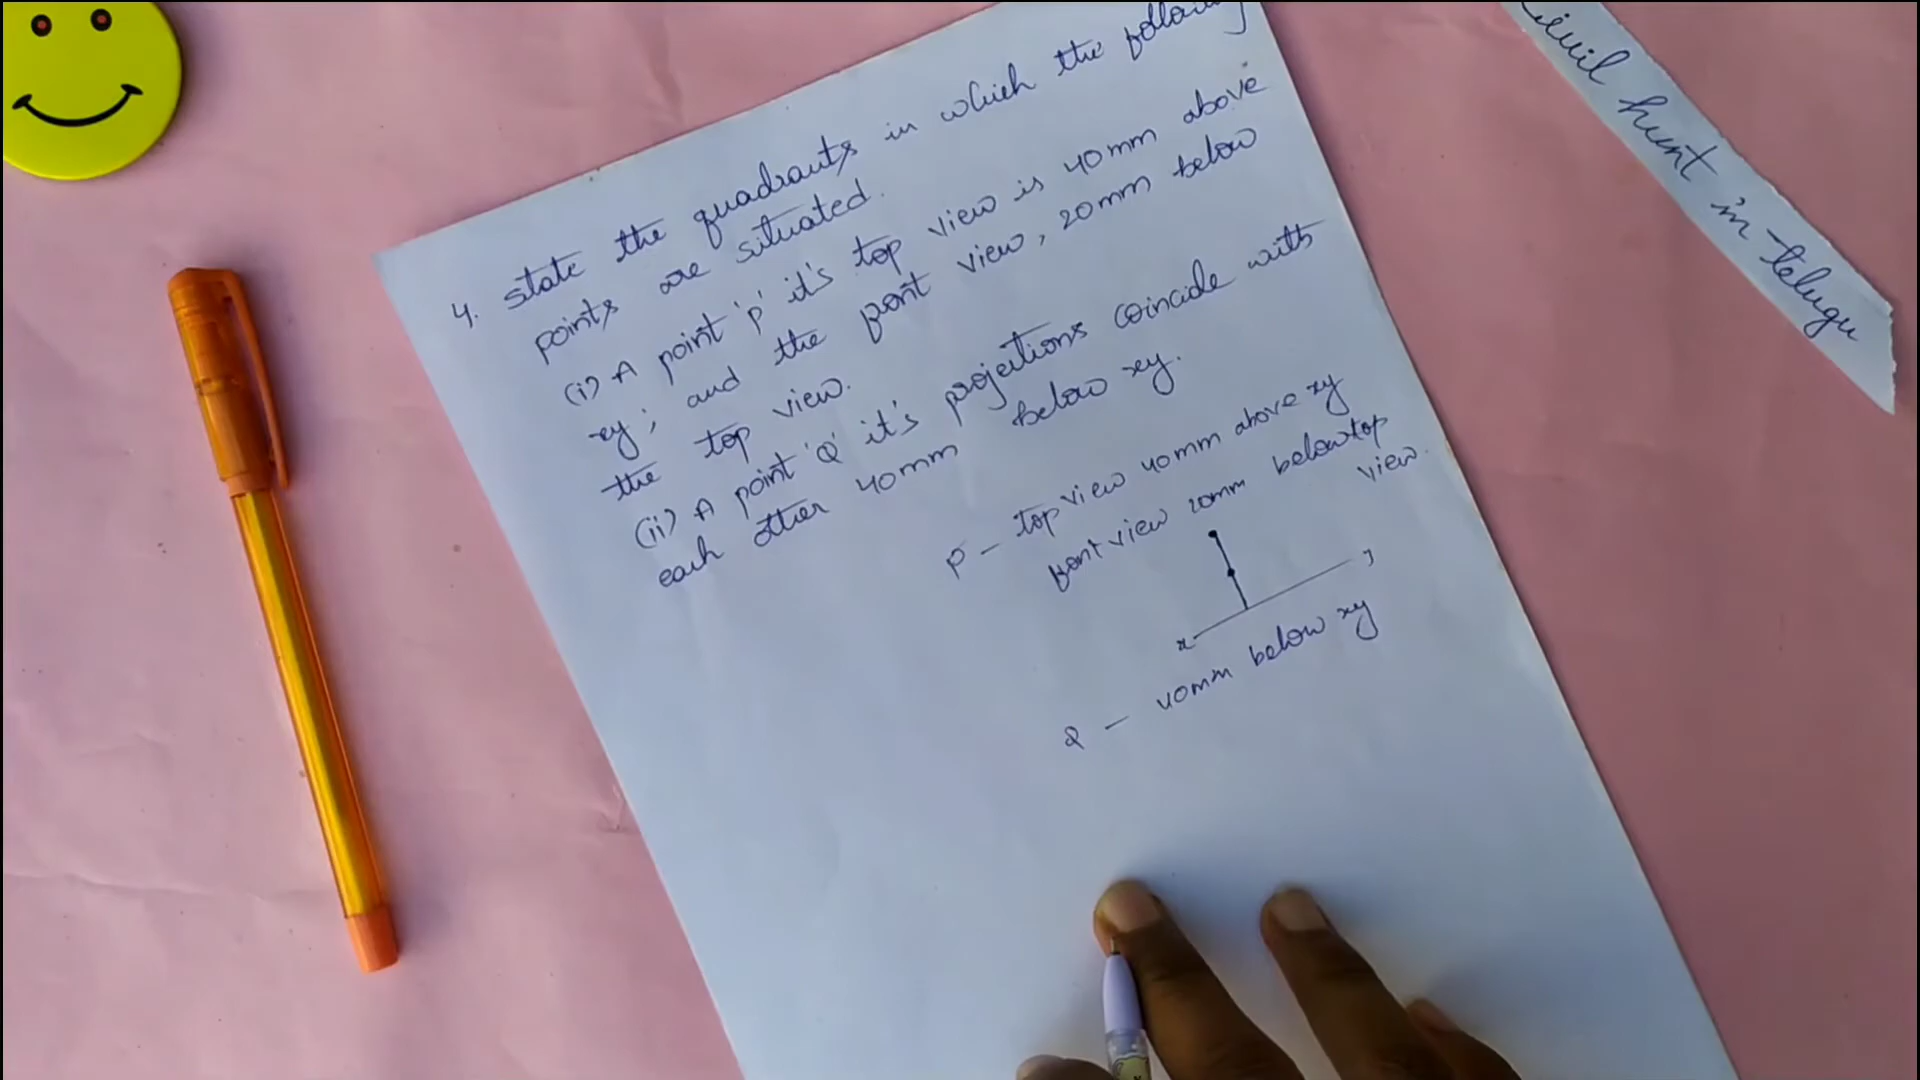 4. state the quadrants in which the following
points are situated.
(i) A point 'p' it's top view is 40mm above
xy; and the front view, 20mm below
the top view.
(ii) A point 'Q' it's projections coincide with
each other 40mm below xy.
P - top view 40mm above xy
front view 20mm below top
view.
x y
Q - 40mm below xy
civil hunt in telugu